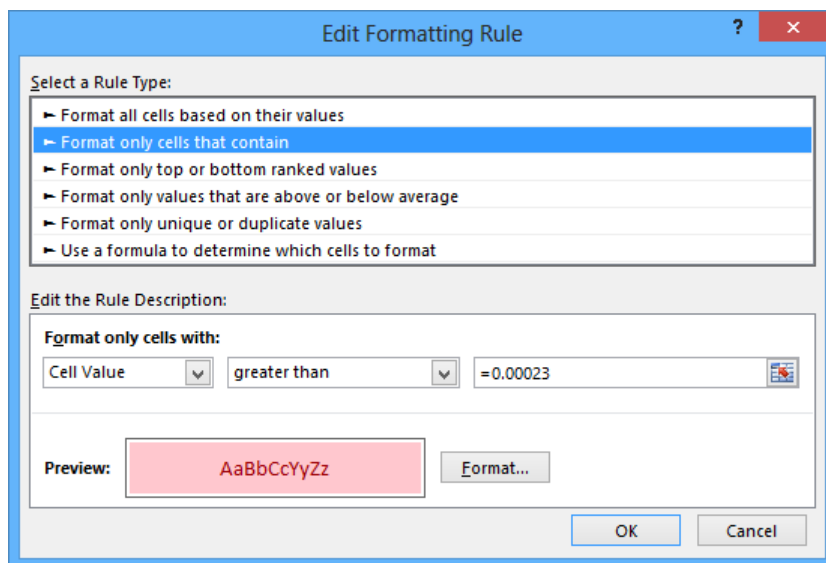 Edit Formatting Rule
?
Select a Rule Type:
► Format all cells based on their values
► Format only cells that contain
► Format only top or bottom ranked values
► Format only values that are above or below average
► Format only unique or duplicate values
► Use a formula to determine which cells to format
Edit the Rule Description:
Format only cells with:
Cell Value greater than =0.00023
Preview: AaBbCcYyZz Format...
OK Cancel